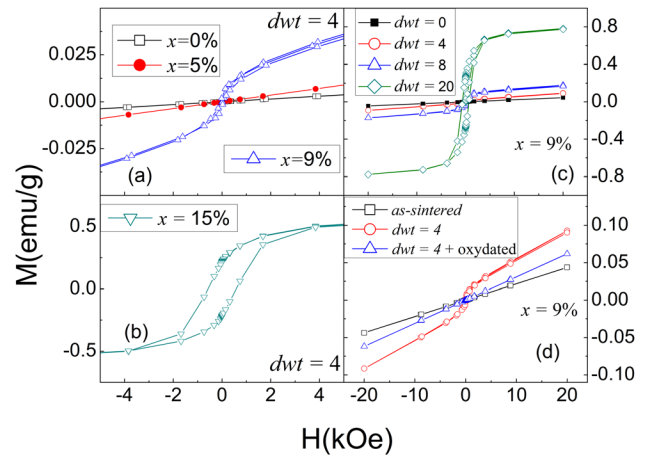 dwt = 4
0.025
0.000
-0.025
x=0%
x=5%
x=9%
(a)
dwt = 0
dwt = 4
dwt = 8
dwt = 20
0.8
0.4
0.0
-0.4
-0.8
x = 9%
(c)
M(emu/g)
0.5
0.0
-0.5
x = 15%
(b)
dwt = 4
-4 -2 0 2 4
as-sintered
dwt = 4
dwt = 4 + oxydated
0.10
0.05
0.00
-0.05
-0.10
x = 9%
(d)
-20 -10 0 10 20
H(kOe)